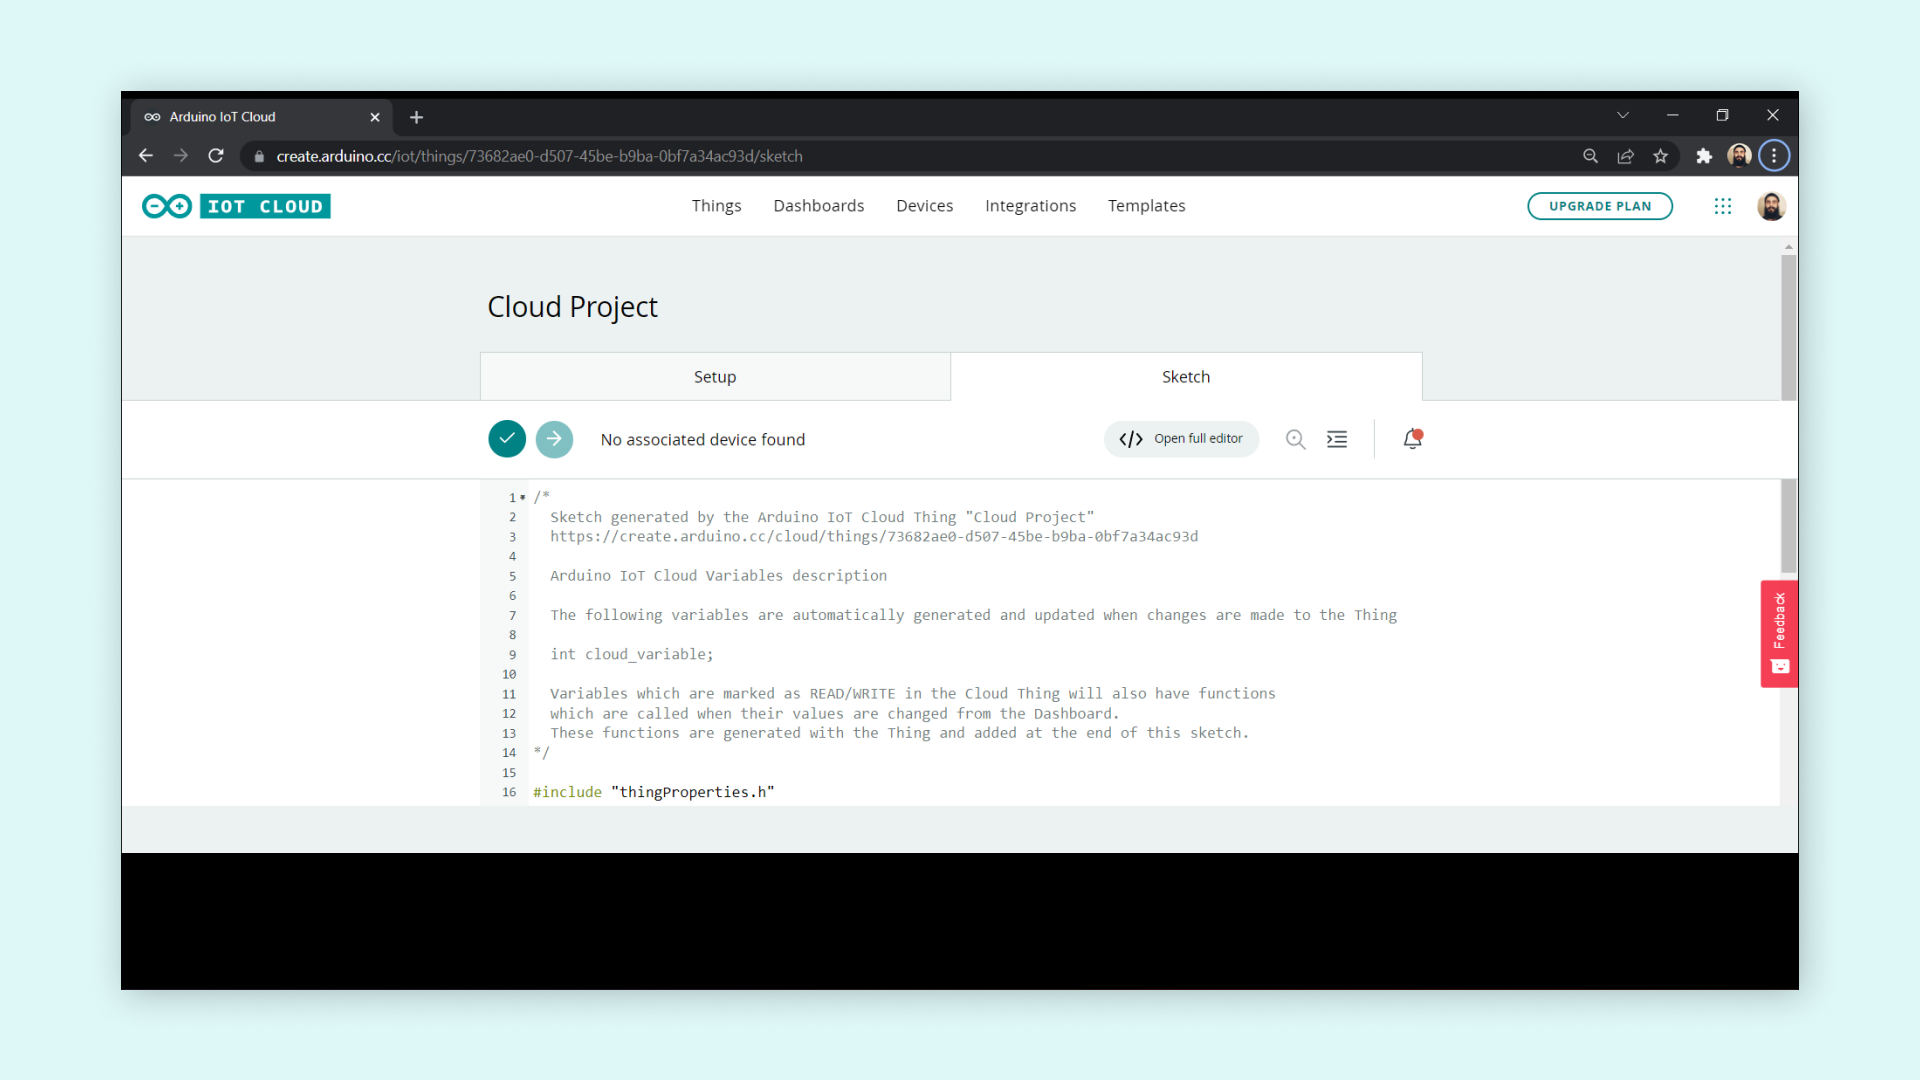 Arduino IoT Cloud
create.arduino.cc/iot/things/73682ae0-d507-45be-b9ba-0bf7a34ac93d/sketch
IOT CLOUD
Things Dashboards Devices Integrations Templates
UPGRADE PLAN
Cloud Project
Setup Sketch
No associated device found
</> Open full editor
1 /*
2 Sketch generated by the Arduino IoT Cloud Thing "Cloud Project"
3 https://create.arduino.cc/cloud/things/73682ae0-d507-45be-b9ba-0bf7a34ac93d
4
5 Arduino IoT Cloud Variables description
6
7 The following variables are automatically generated and updated when changes are made to the Thing
8
9 int cloud_variable;
10
11 Variables which are marked as READ/WRITE in the Cloud Thing will also have functions
12 which are called when their values are changed from the Dashboard.
13 These functions are generated with the Thing and added at the end of this sketch.
14 */
15
16 #include "thingProperties.h"
Feedback